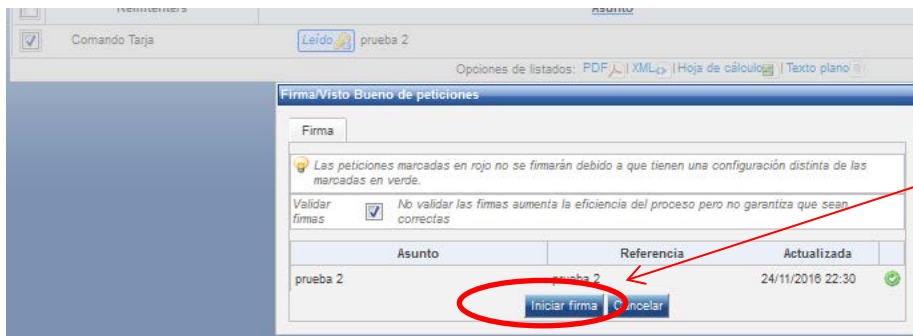 Remitenters Asunto
Comando Tarja Leído prueba 2
Opciones de listados: PDF | XML | Hoja de cálculo | Texto plano
Firma/Visto Bueno de peticiones
Firma
Las peticiones marcadas en rojo no se firmarán debido a que tienen una configuración distinta de las
marcadas en verde.
Validar firmas
No validar las firmas aumenta la eficiencia del proceso pero no garantiza que sean
correctas
Asunto Referencia Actualizada
prueba 2 prueba 2 24/11/2016 22:30
Iniciar firma Cancelar